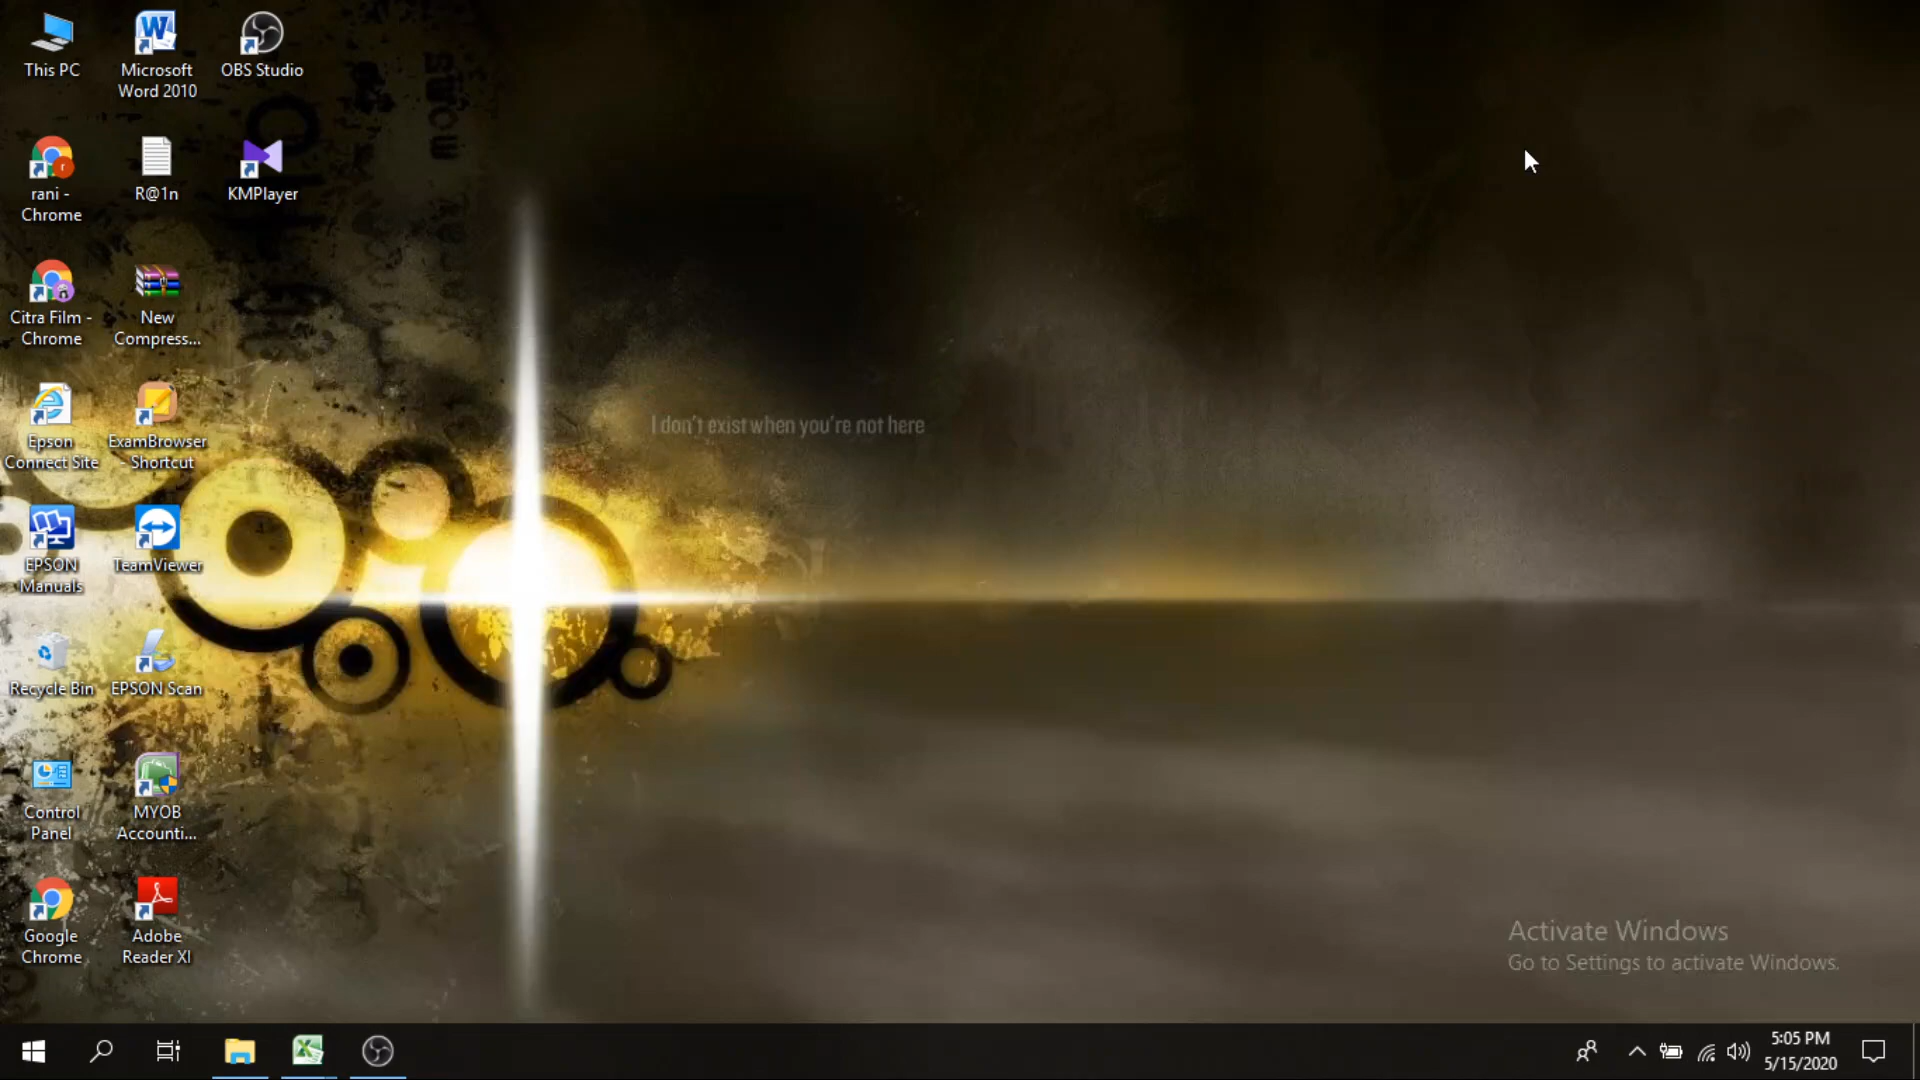 This PC
Microsoft
Word 2010
OBS Studio
rani -
Chrome
R@1n
KMPlayer
Citra Film -
Chrome
New
Compress...
Epson
Connect Site
ExamBrowser
- Shortcut
EPSON
Manuals
TeamViewer
Recycle Bin
EPSON Scan
Control
Panel
MYOB
Accounti...
Google
Chrome
Adobe
Reader XI
I don't exist when you're not here
Activate Windows
Go to Settings to activate Windows.
5:05 PM
5/15/2020